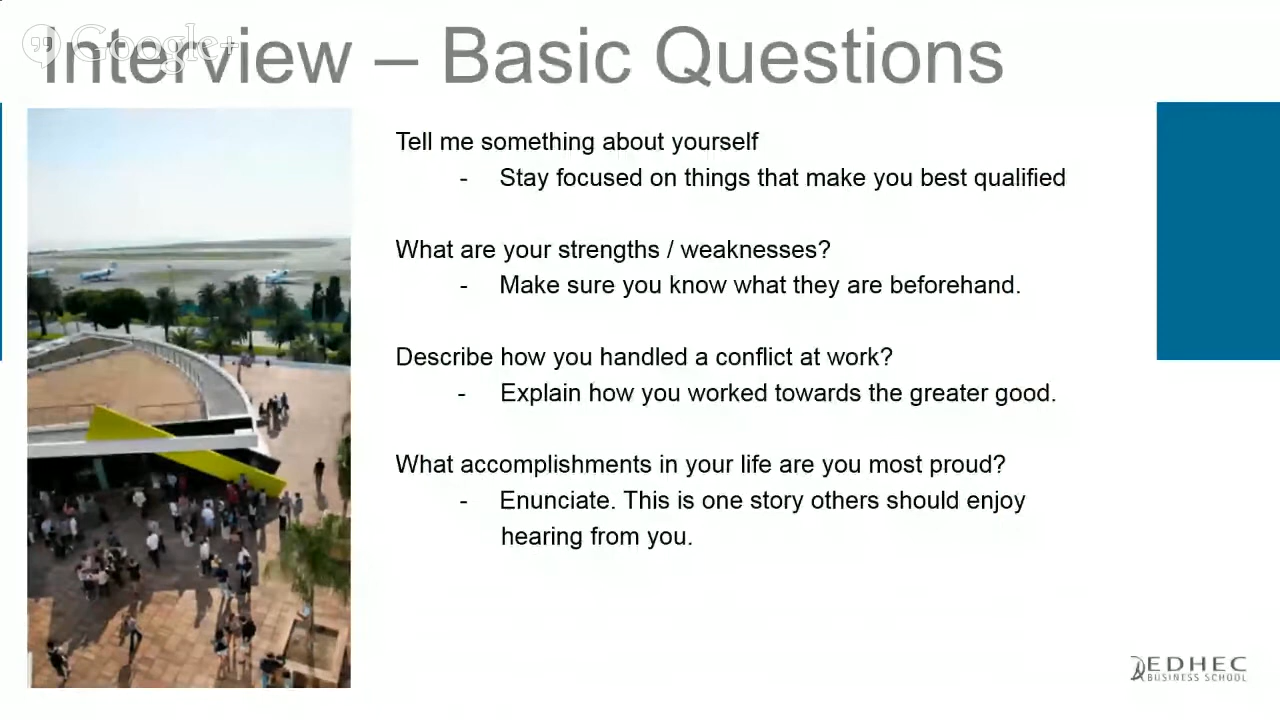 Google+
Interview – Basic Questions
Tell me something about yourself
- Stay focused on things that make you best qualified
What are your strengths / weaknesses?
- Make sure you know what they are beforehand.
Describe how you handled a conflict at work?
- Explain how you worked towards the greater good.
What accomplishments in your life are you most proud?
- Enunciate. This is one story others should enjoy
hearing from you.
EDHEC
BUSINESS SCHOOL